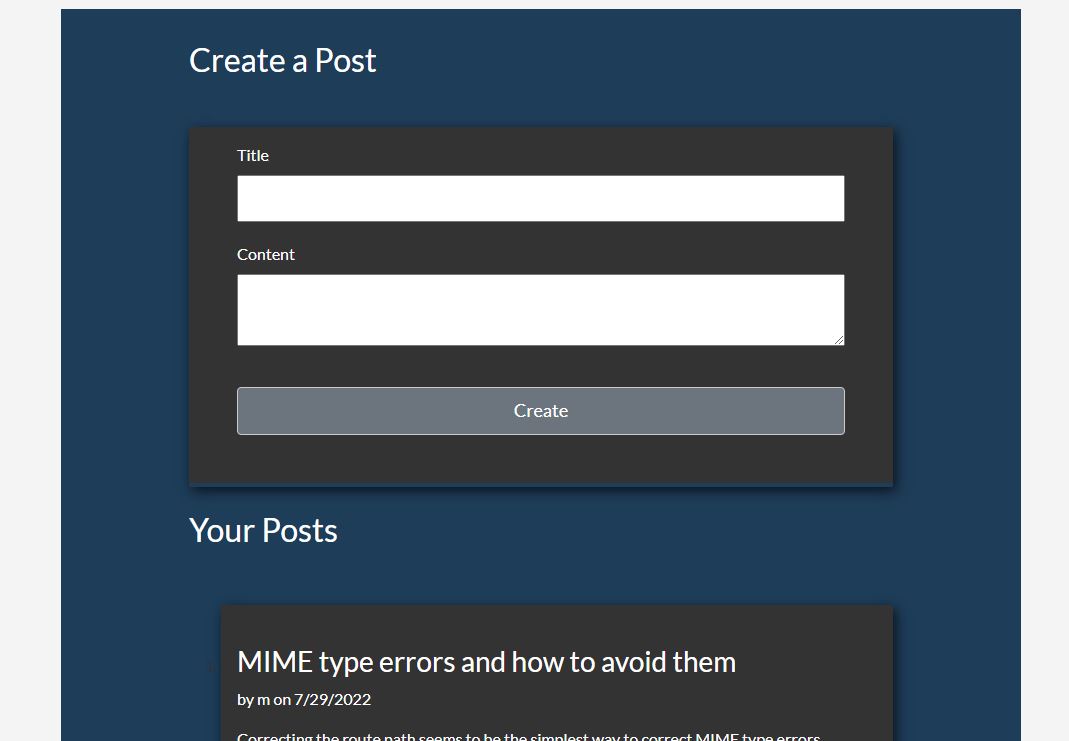 Create a Post
Title
Content
Create
Your Posts
MIME type errors and how to avoid them
by m on 7/29/2022
Correcting the route path seems to be the simplest way to correct MIME type errors